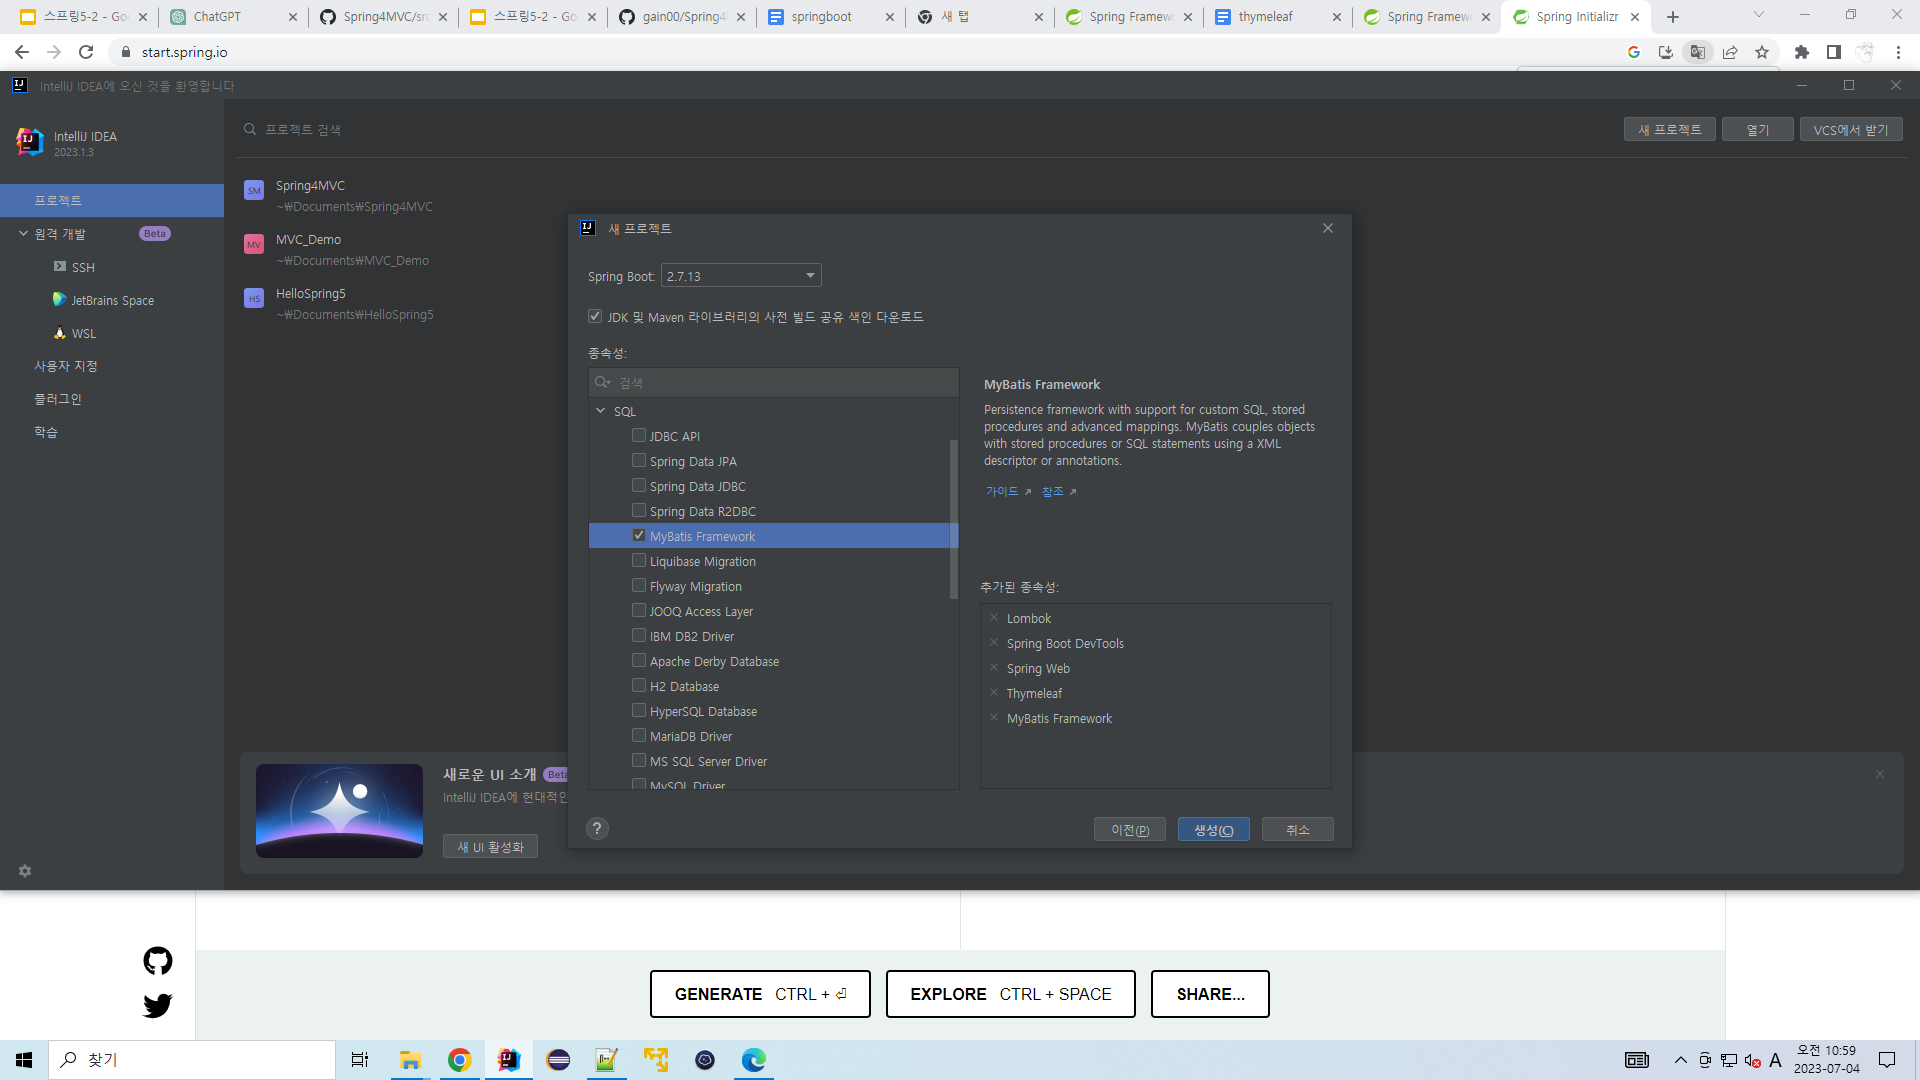 스프링5-2 - Goo
ChatGPT
Spring4MVC/src
스프링5-2 - Goo
gain00/Spring4
springboot
새 탭
Spring Framew
thymeleaf
Spring Framew
Spring Initializr
start.spring.io
IntelliJ IDEA에 오신 것을 환영합니다
IntelliJ IDEA
2023.1.3
프로젝트 검색
새 프로젝트
열기
VCS에서 받기
프로젝트
원격 개발
Beta
SSH
JetBrains Space
WSL
사용자 지정
플러그인
학습
SM
Spring4MVC
~₩Documents₩Spring4MVC
MV
MVC_Demo
~₩Documents₩MVC_Demo
HS
HelloSpring5
~₩Documents₩HelloSpring5
새 프로젝트
Spring Boot:
2.7.13
JDK 및 Maven 라이브러리의 사전 빌드 공유 색인 다운로드
종속성:
검색
SQL
JDBC API
Spring Data JPA
Spring Data JDBC
Spring Data R2DBC
MyBatis Framework
Liquibase Migration
Flyway Migration
JOOQ Access Layer
IBM DB2 Driver
Apache Derby Database
H2 Database
HyperSQL Database
MariaDB Driver
MS SQL Server Driver
MySQL Driver
MyBatis Framework
Persistence framework with support for custom SQL, stored
procedures and advanced mappings. MyBatis couples objects
with stored procedures or SQL statements using a XML
descriptor or annotations.
가이드 ↗ 참조 ↗
추가된 종속성:
Lombok
Spring Boot DevTools
Spring Web
Thymeleaf
MyBatis Framework
?
이전(P)
생성(C)
취소
새로운 UI 소개
Beta
IntelliJ IDEA에 현대적인
새 UI 활성화
GENERATE CTRL + ⏎
EXPLORE CTRL + SPACE
SHARE...
찾기
A
오전 10:59
2023-07-04